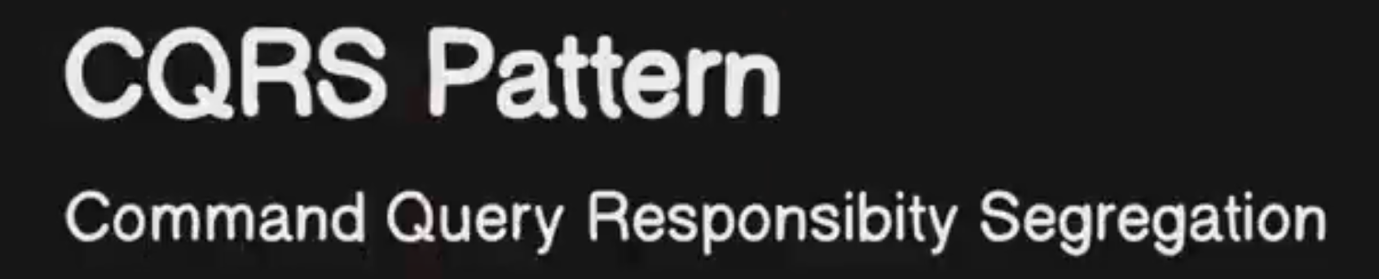 CQRS Pattern
Command Query Responsibity Segregation